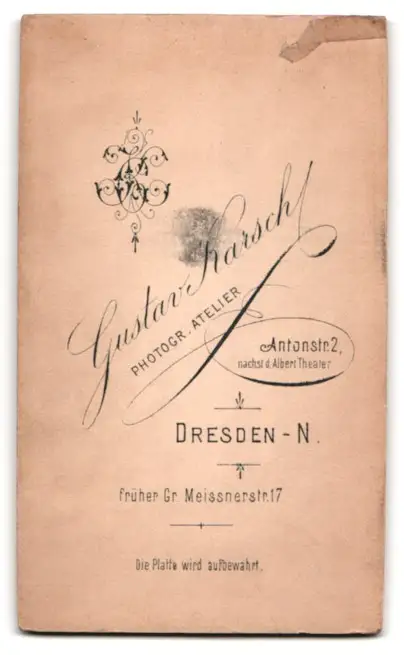 Gustav Karsch
PHOTOGR. ATELIER
Antonstr. 2,
nächst d. Albert Theater
DRESDEN - N.
früher Gr. Meissnerstr. 17
Die Platte wird aufbewahrt.